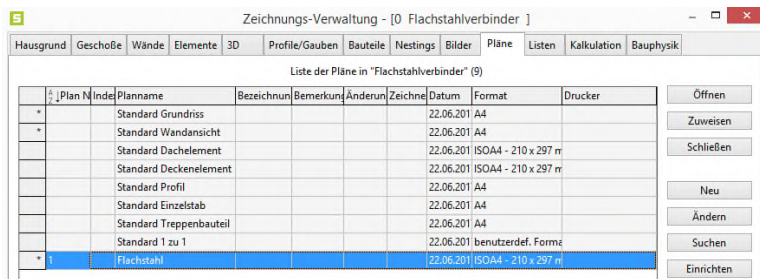 S Zeichnungs-Verwaltung - [0 Flachstahlverbinder ]
Hausgrund Geschoße Wände Elemente 3D Profile/Gauben Bauteile Nestings Bilder Pläne Listen Kalkulation Bauphysik
Liste der Pläne in "Flachstahlverbinder" (9)
Plan N Index Planname Bezeichnun Bemerkung Änderun Zeichne Datum Format Drucker Öffnen
* Standard Grundriss 22.06.201 A4
* Standard Wandansicht 22.06.201 A4 Zuweisen
Standard Dachelement 22.06.201 ISOA4 - 210 x 297 m Schließen
Standard Deckenelement 22.06.201 ISOA4 - 210 x 297 m
Standard Profil 22.06.201 A4 Neu
Standard Einzelstab 22.06.201 A4
Standard Treppenbauteil 22.06.201 A4 Ändern
Standard 1 zu 1 22.06.201 benutzerdef. Forma Suchen
* 1 Flachstahl 22.06.201 ISOA4 - 210 x 297 m Einrichten